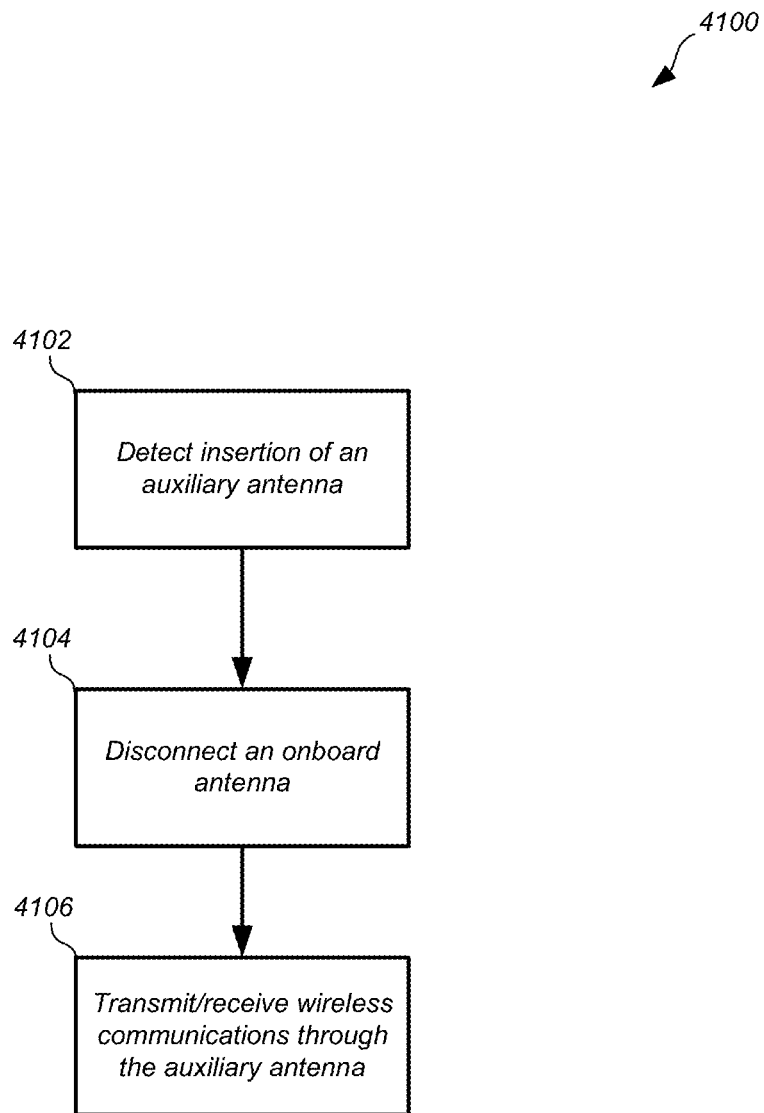 4100
4102
Detect insertion of an
auxiliary antenna
4104
Disconnect an onboard
antenna
4106
Transmit/receive wireless
communications through
the auxiliary antenna